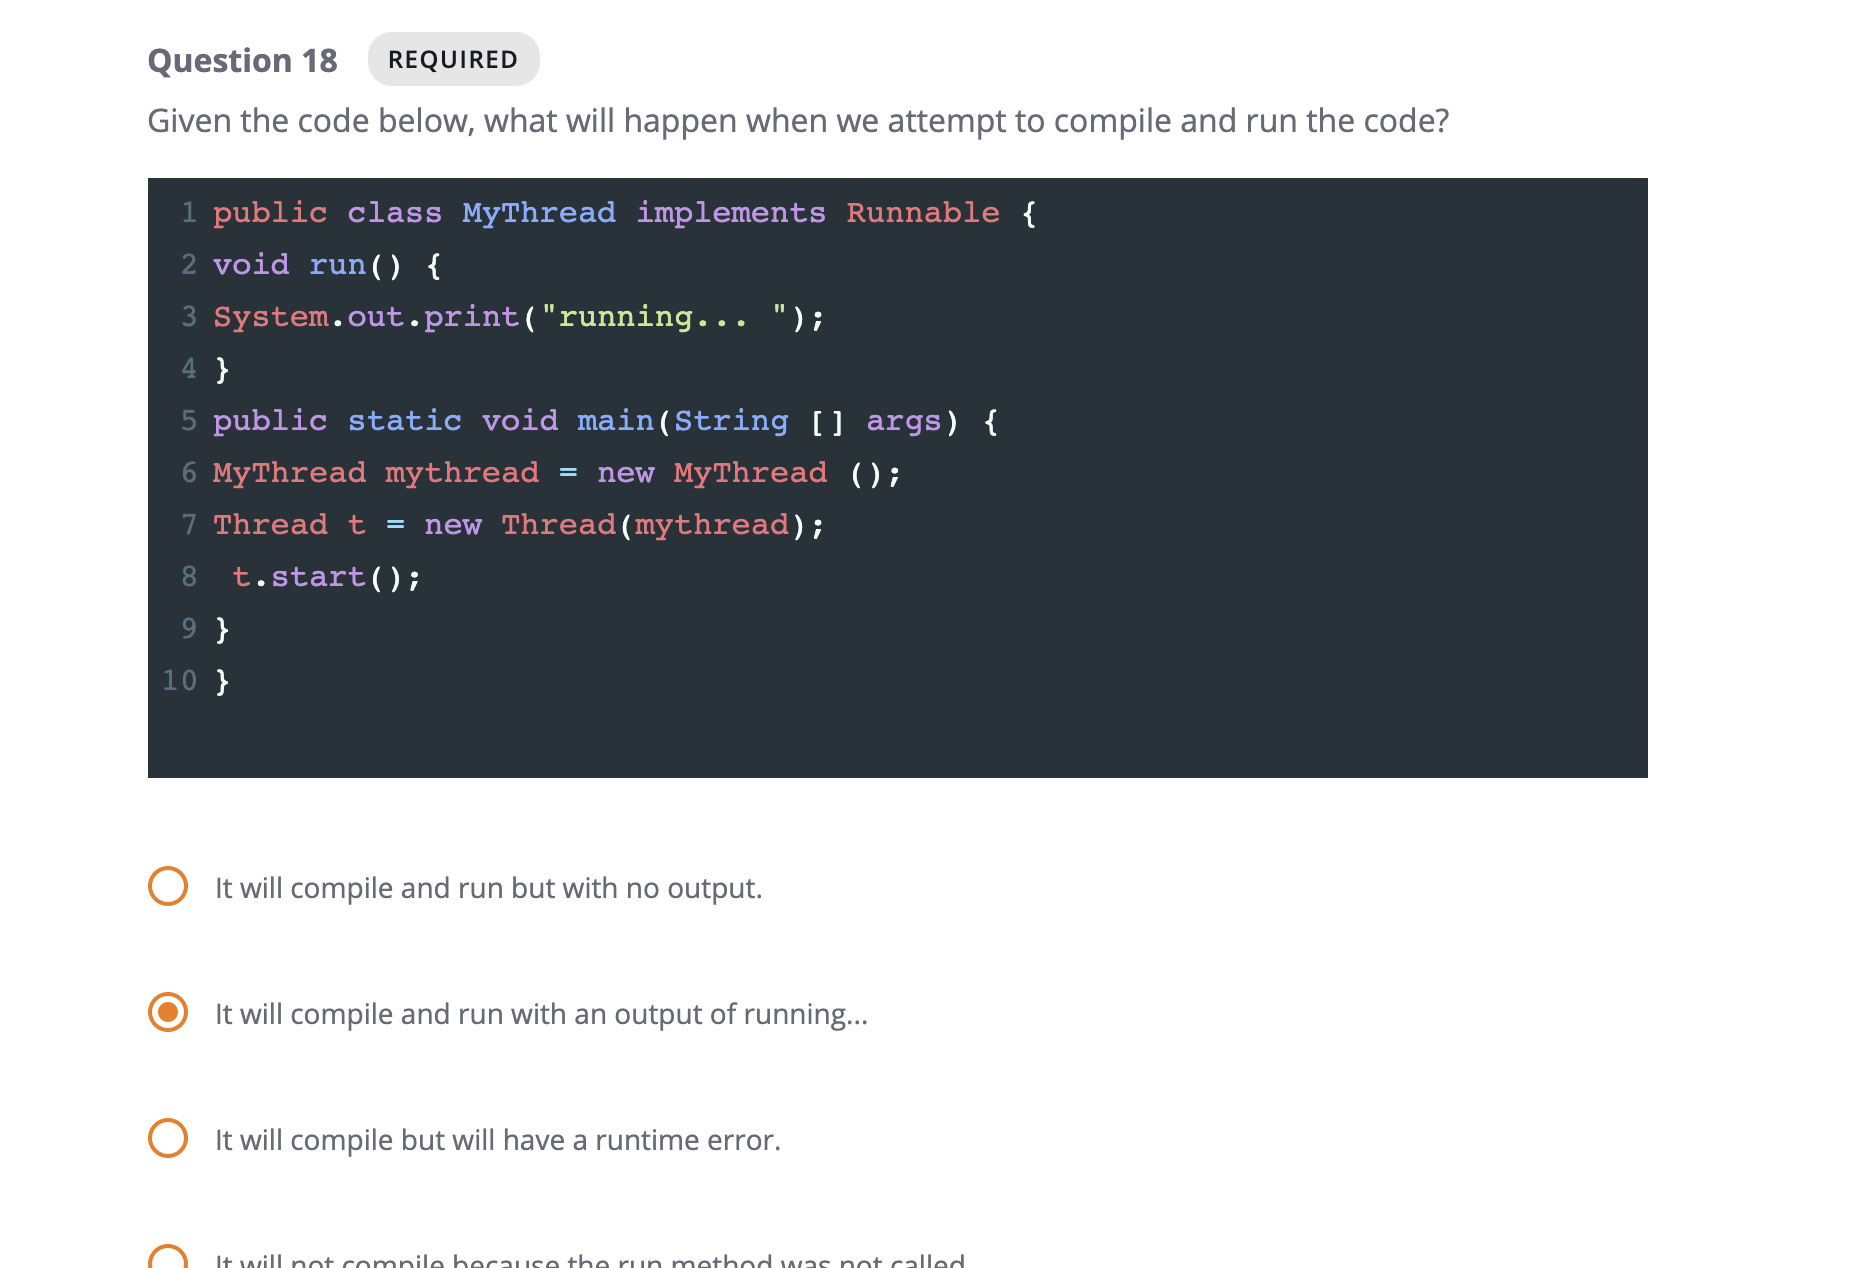 Question 18 REQUIRED
Given the code below, what will happen when we attempt to compile and run the code?
1 public class MyThread implements Runnable {
2 void run() {
3 System.out.print("running... ");
4 }
5 public static void main(String [] args) {
6 MyThread mythread = new MyThread ();
7 Thread t = new Thread(mythread);
8  t.start();
9 }
10 }
It will compile and run but with no output.
It will compile and run with an output of running...
It will compile but will have a runtime error.
It will not compile because the run method was not called